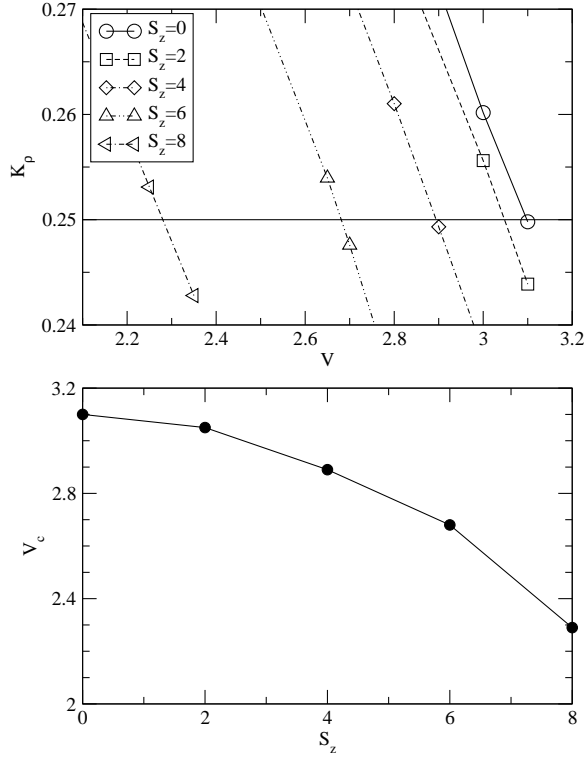 0.27
S_z=0
S_z=2
S_z=4
S_z=6
S_z=8
0.26
K_ρ
0.25
0.24
2.2 2.4 2.6 2.8 3 3.2
V
3.2
2.8
V_c
2.4
2
0 2 4 6 8
S_z